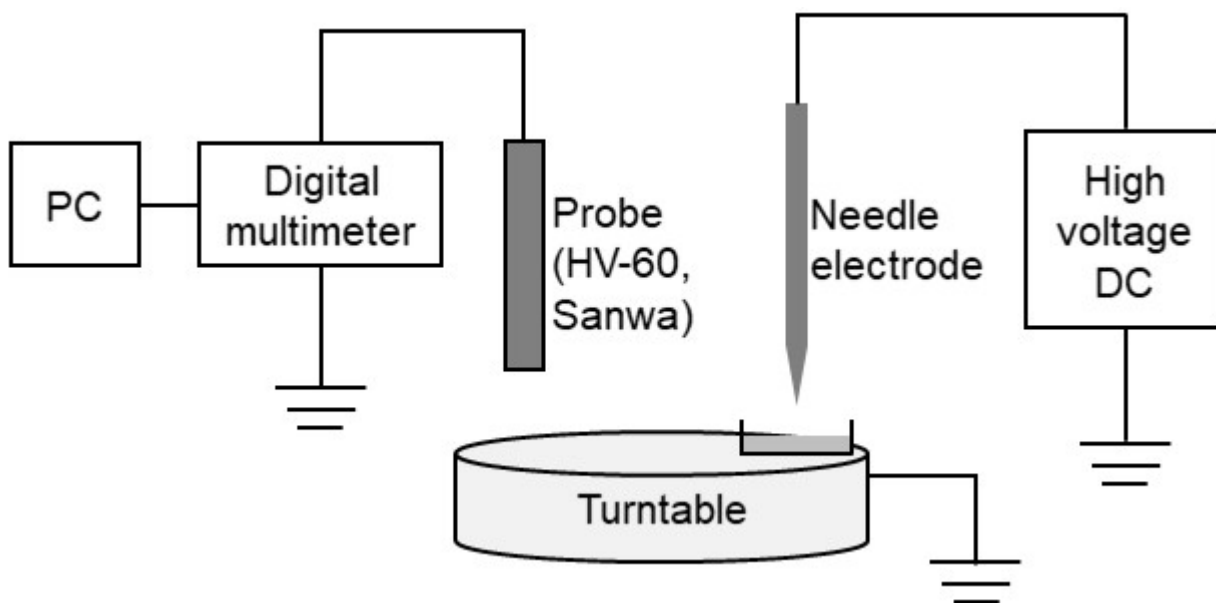 PC
Digital
multimeter
Probe
(HV-60,
Sanwa)
Needle
electrode
High
voltage
DC
Turntable